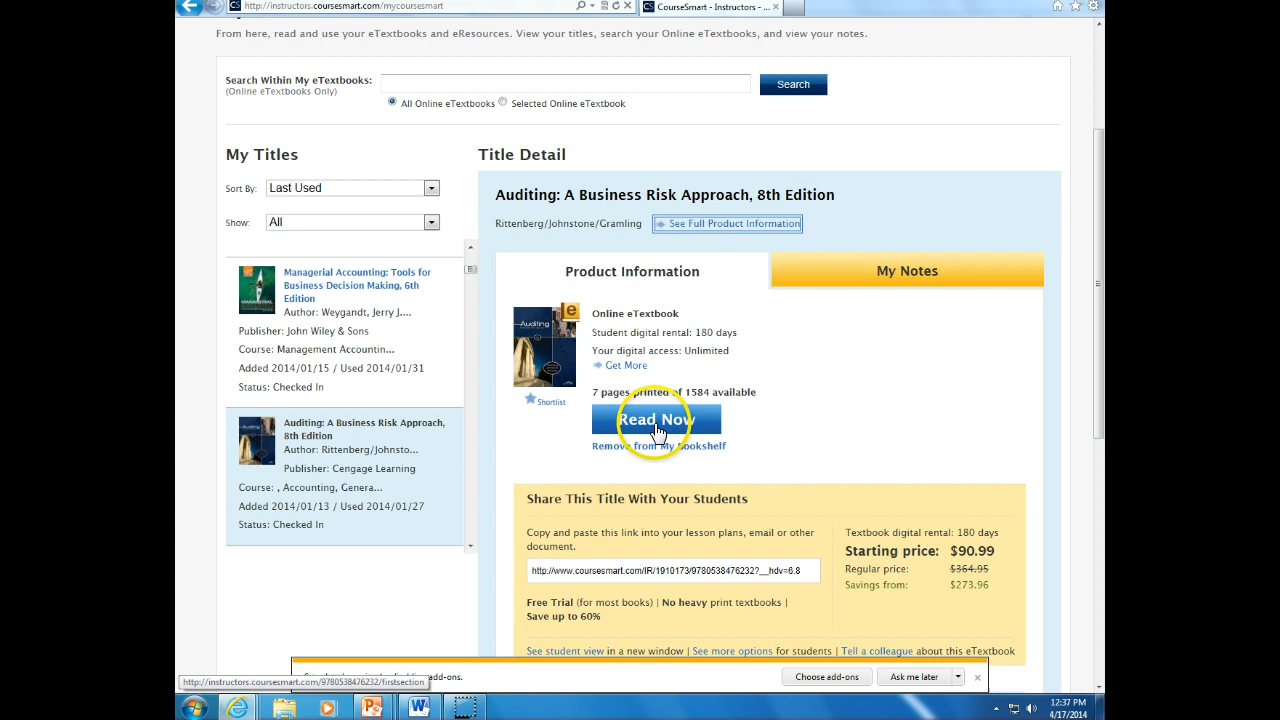 http://instructors.coursesmart.com/mycoursesmart
CourseSmart - Instructors - ...
From here, read and use your eTextbooks and eResources. View your titles, search your Online eTextbooks, and view your notes.
Search Within My eTextbooks:
(Online eTextbooks Only)
Search
All Online eTextbooks
Selected Online eTextbook
My Titles
Title Detail
Sort By:
Last Used
Show:
All
Auditing: A Business Risk Approach, 8th Edition
Rittenberg/Johnstone/Gramling
See Full Product Information
Product Information
My Notes
Managerial Accounting: Tools for
Business Decision Making, 6th
Edition
Author: Weygandt, Jerry J....
Publisher: John Wiley & Sons
Course: Management Accountin...
Added 2014/01/15 / Used 2014/01/31
Status: Checked In
Auditing: A Business Risk Approach,
8th Edition
Author: Rittenberg/Johnsto...
Publisher: Cengage Learning
Course: , Accounting, Genera...
Added 2014/01/13 / Used 2014/01/27
Status: Checked In
Auditing
Online eTextbook
Student digital rental: 180 days
Your digital access: Unlimited
Get More
Shortlist
7 pages printed of 1584 available
Read Now
Remove from My Bookshelf
Share This Title With Your Students
Copy and paste this link into your lesson plans, email or other
document.
http://www.coursesmart.com/IR/1910173/9780538476232?__hdv=6.8
Free Trial (for most books) | No heavy print textbooks |
Save up to 60%
Textbook digital rental: 180 days
Starting price: $90.99
Regular price: $364.95
Savings from: $273.96
See student view in a new window | See more options for students | Tell a colleague about this eTextbook
add-ons.
Choose add-ons
Ask me later
http://instructors.coursesmart.com/9780538476232/firstsection
12:37 PM
4/17/2014